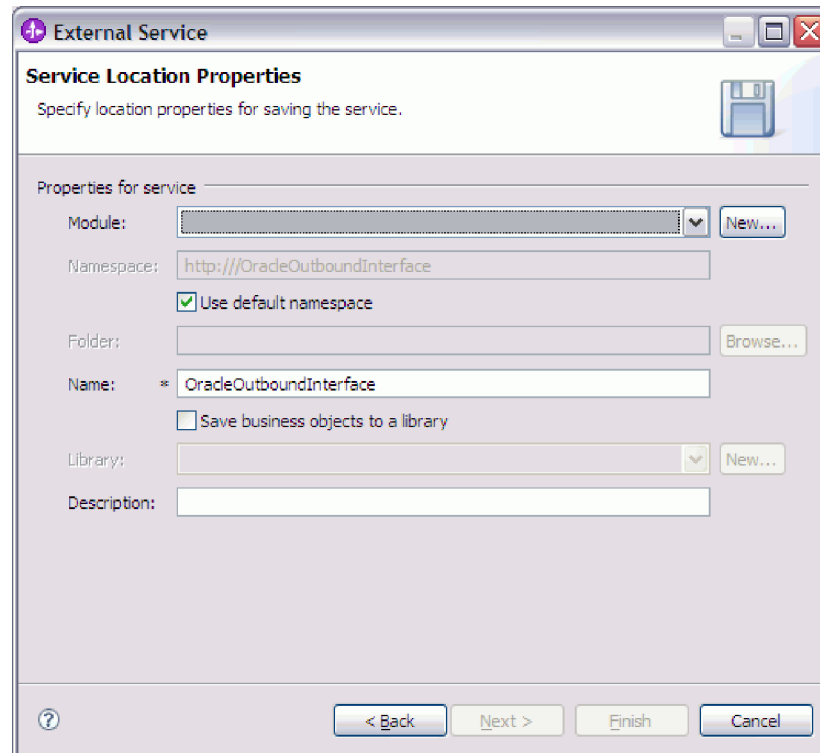 External Service
Service Location Properties
Specify location properties for saving the service.
Properties for service
Module: New...
Namespace: http:///OracleOutboundInterface
Use default namespace
Folder: Browse...
Name: * OracleOutboundInterface
Save business objects to a library
Library: New...
Description:
? < Back Next > Finish Cancel